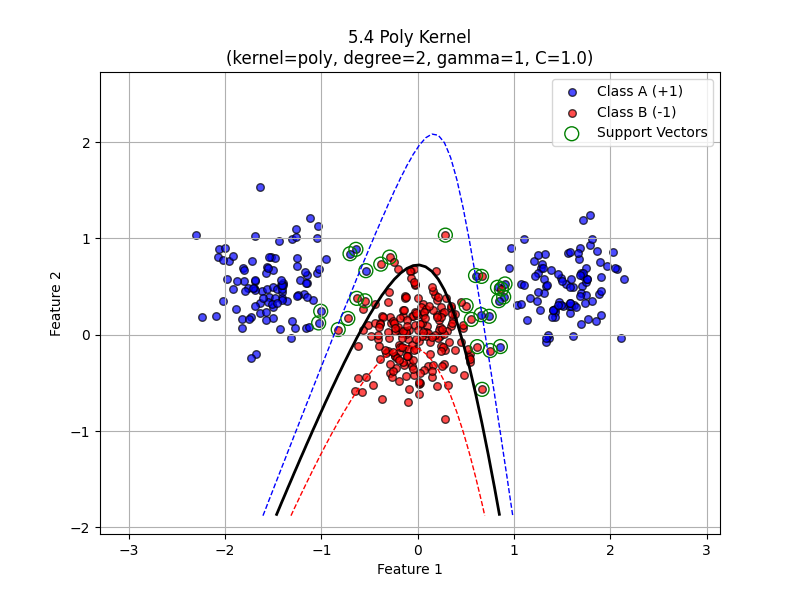 5.4 Poly Kernel
(kernel=poly, degree=2, gamma=1, C=1.0)
Class A (+1)
Class B (-1)
Support Vectors
2
1
0
−1
−2
Feature 2
−3
−2
−1
0
1
2
3
Feature 1